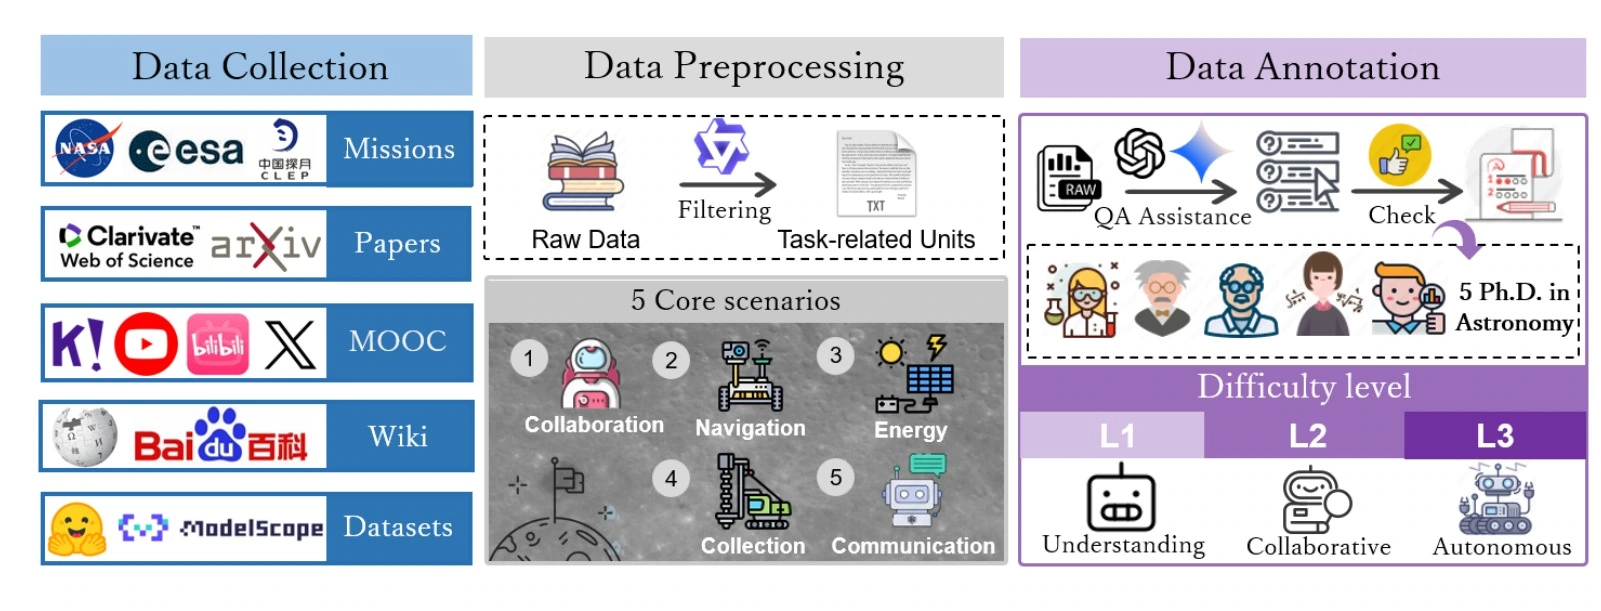 Data Collection
NASA
esa
中国探月
CLEP
Missions
Clarivate™
Web of Science
arXiv
Papers
K!
bilibili
X
MOOC
Bai du 百科
Wiki
ModelScope
Datasets
Data Preprocessing
Filtering
TXT
Raw Data
Task-related Units
5 Core scenarios
1
Collaboration
2
Navigation
3
Energy
4
Collection
5
Communication
Data Annotation
RAW
QA Assistance
Check
5 Ph.D. in
Astronomy
Difficulty level
L1
L2
L3
Understanding
Collaborative
Autonomous